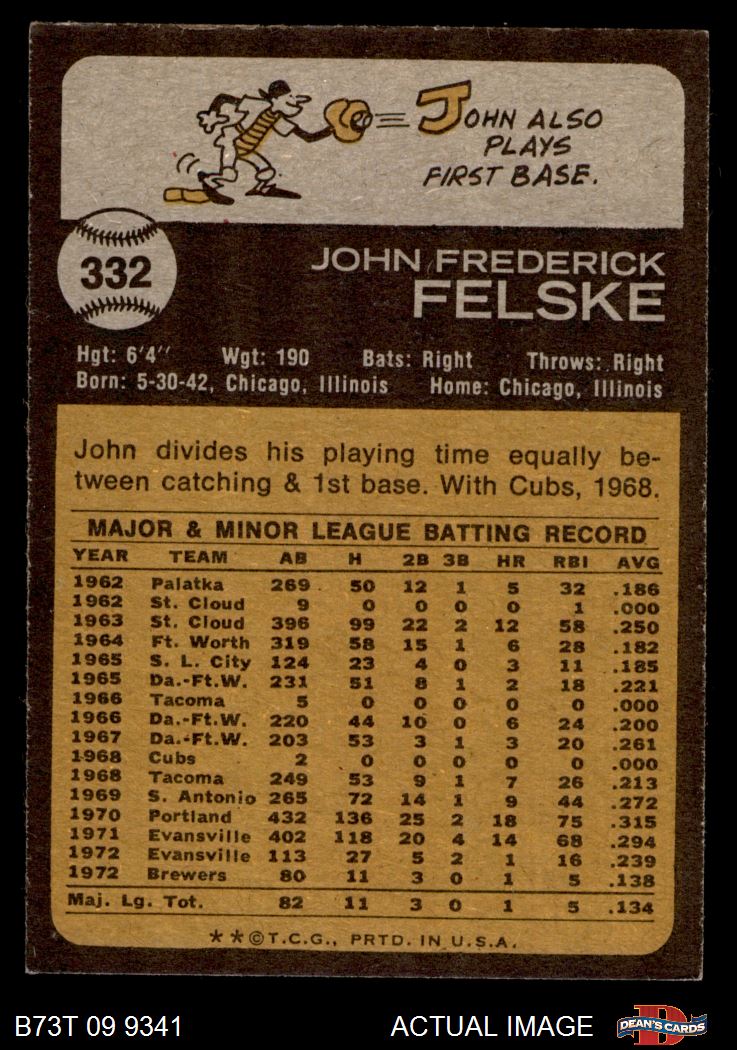 JOHN ALSO
PLAYS
FIRST BASE.
332
JOHN FREDERICK
FELSKE
Hgt: 6'4" Wgt: 190 Bats: Right Throws: Right
Born: 5-30-42, Chicago, Illinois Home: Chicago, Illinois
John divides his playing time equally be-
tween catching & 1st base. With Cubs, 1968.
MAJOR & MINOR LEAGUE BATTING RECORD
YEAR TEAM AB H 2B 3B HR RBI AVG
1962 Palatka 269 50 12 1 5 32 .186
1962 St. Cloud 9 0 0 0 0 1 .000
1963 St. Cloud 396 99 22 2 12 58 .250
1964 Ft. Worth 319 58 15 1 6 28 .182
1965 S. L. City 124 23 4 0 3 11 .185
1965 Da.-Ft.W. 231 51 8 1 2 18 .221
1966 Tacoma 5 0 0 0 0 0 .000
1966 Da.-Ft.W. 220 44 10 0 6 24 .200
1967 Da.-Ft.W. 203 53 3 1 3 20 .261
1968 Cubs 2 0 0 0 0 0 .000
1968 Tacoma 249 53 9 1 7 26 .213
1969 S. Antonio 265 72 14 1 9 44 .272
1970 Portland 432 136 25 2 18 75 .315
1971 Evansville 402 118 20 4 14 68 .294
1972 Evansville 113 27 5 2 1 16 .239
1972 Brewers 80 11 3 0 1 5 .138
Maj. Lg. Tot. 82 11 3 0 1 5 .134
**©T.C.G., PRTD. IN U.S.A.
B73T 09 9341 ACTUAL IMAGE D DEAN'S CARDS